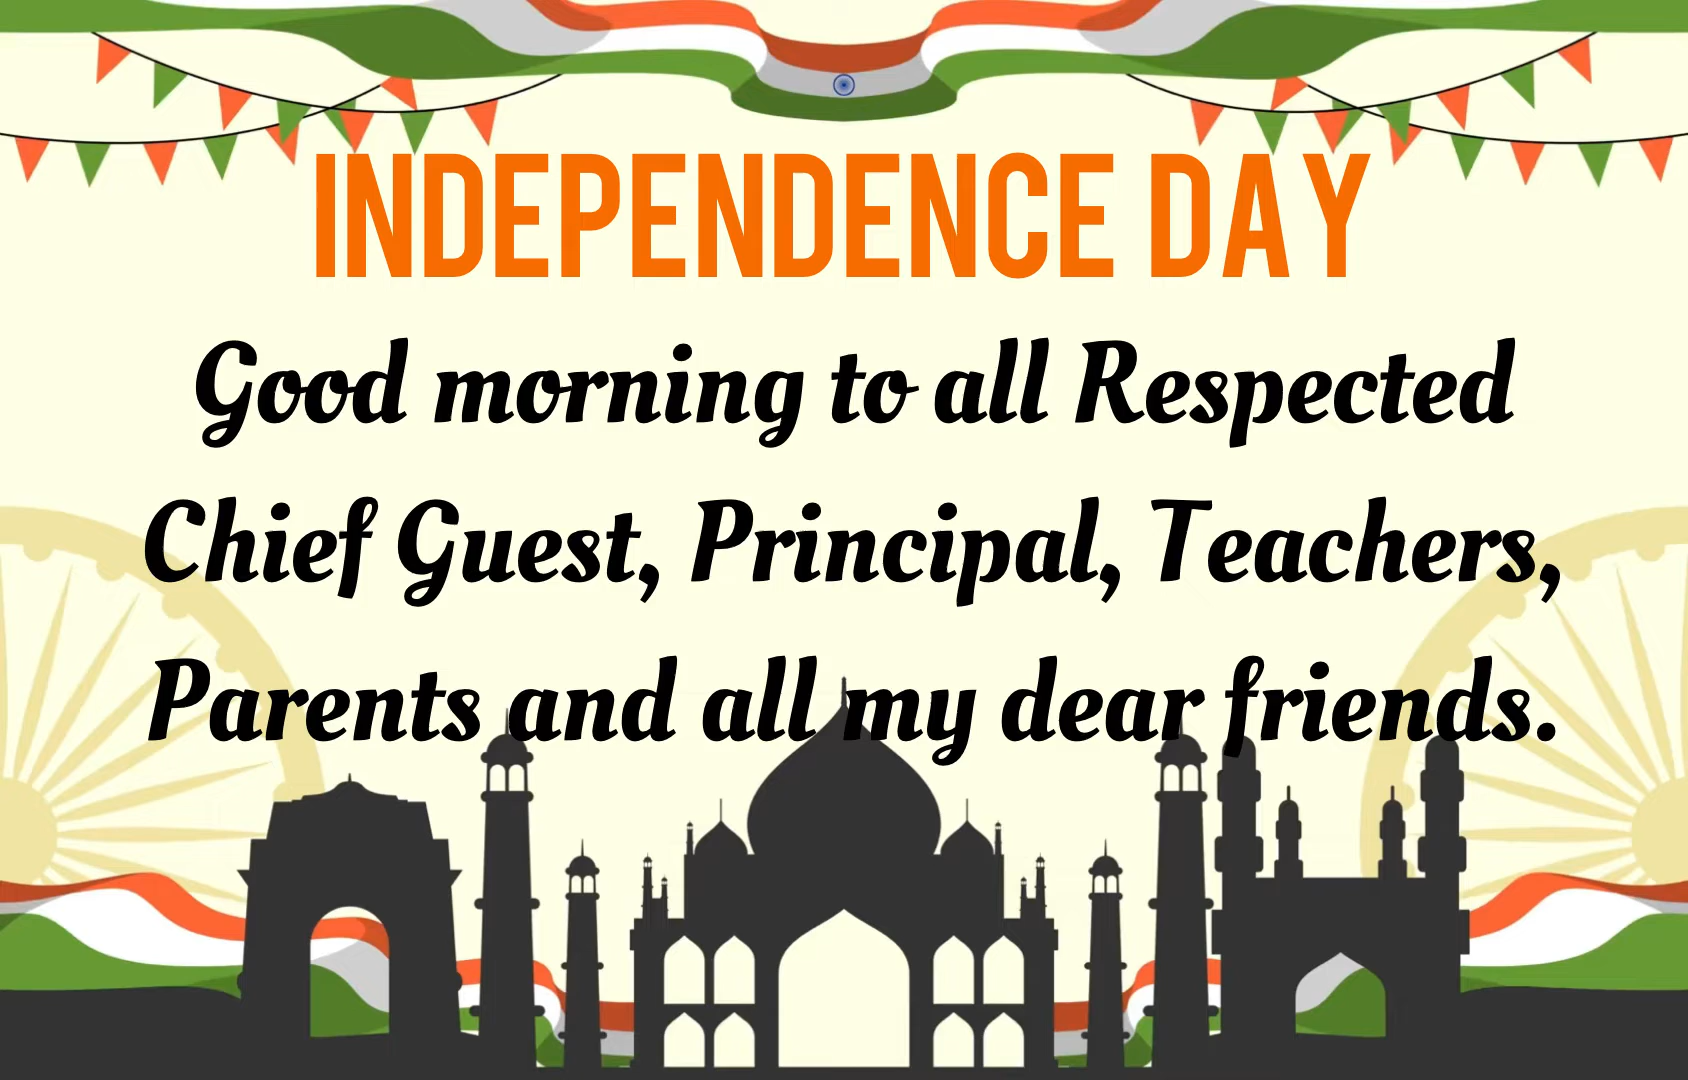 INDEPENDENCE DAY
Good morning to all Respected
Chief Guest, Principal, Teachers,
Parents and all my dear friends.